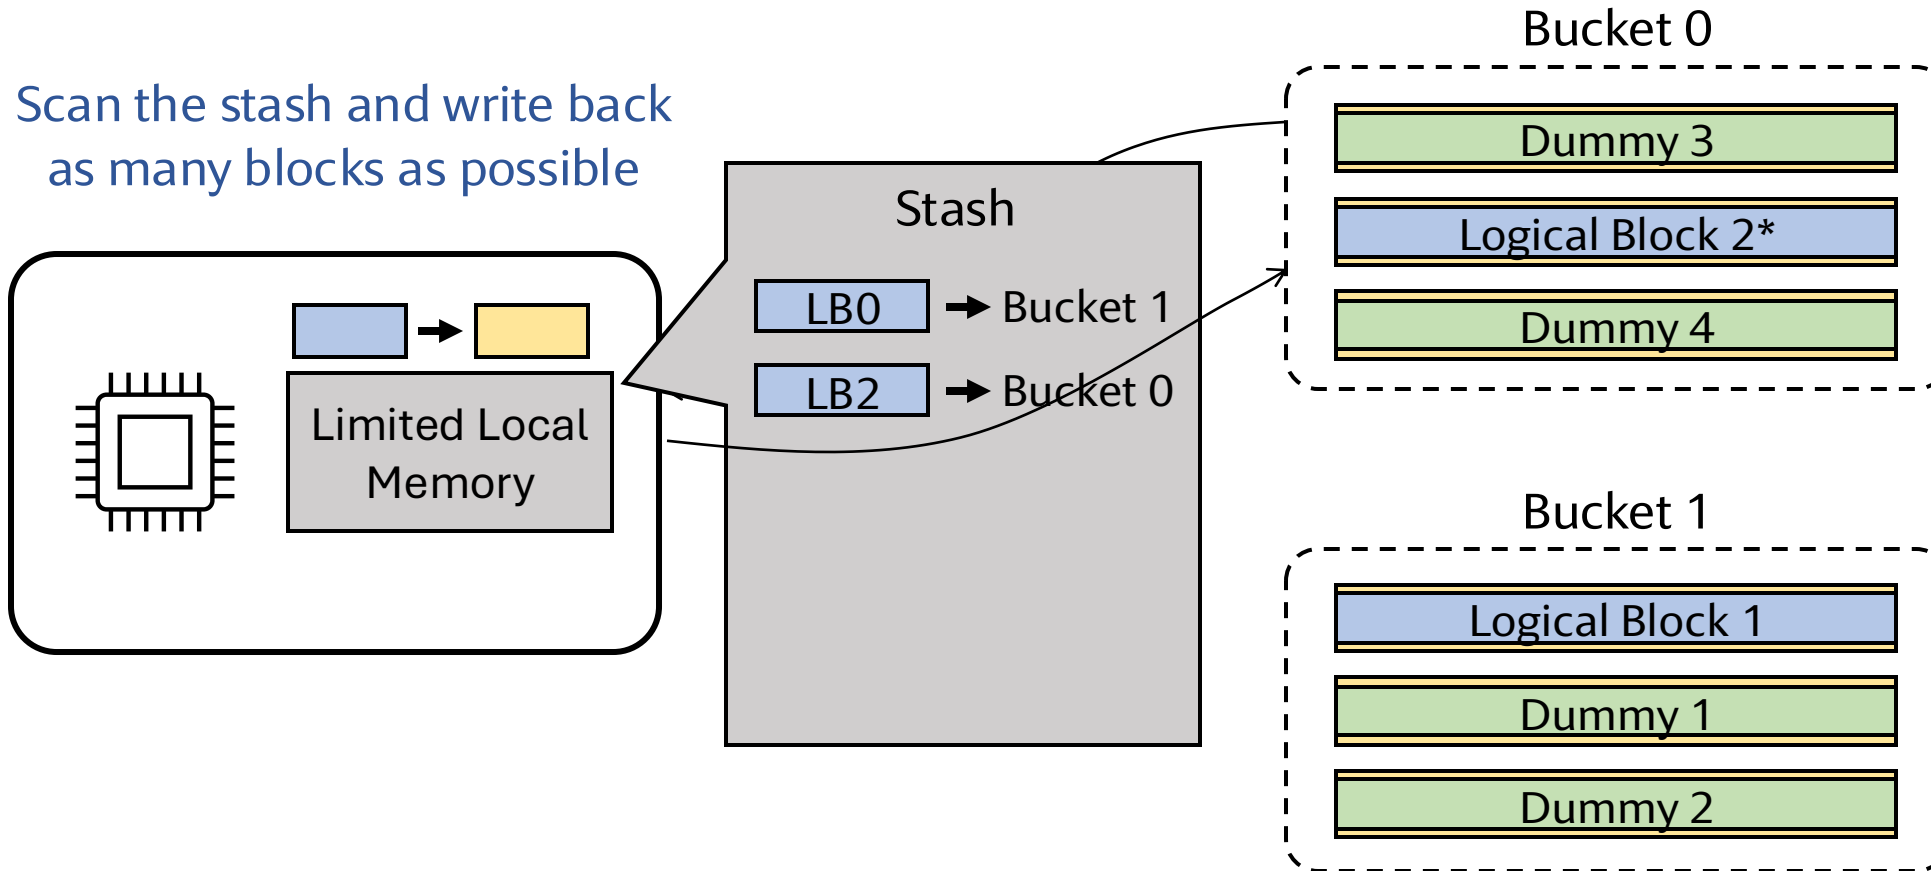 Scan the stash and write back
as many blocks as possible
Limited Local
Memory
Stash
LB0
Bucket 1
LB2
Bucket 0
Bucket 0
Dummy 3
Logical Block 2*
Dummy 4
Bucket 1
Logical Block 1
Dummy 1
Dummy 2